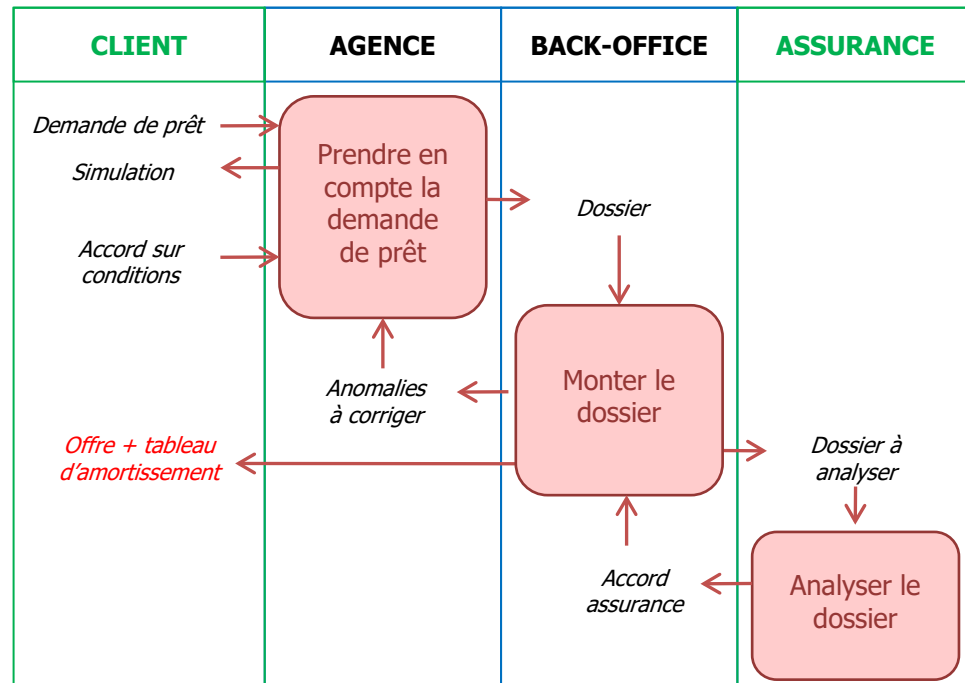 CLIENT
AGENCE
BACK-OFFICE
ASSURANCE
Demande de prêt
Simulation
Accord sur
conditions
Prendre en
compte la
demande
de prêt
Dossier
Anomalies
à corriger
Monter le
dossier
Offre + tableau
d’amortissement
Dossier à
analyser
Accord
assurance
Analyser le
dossier